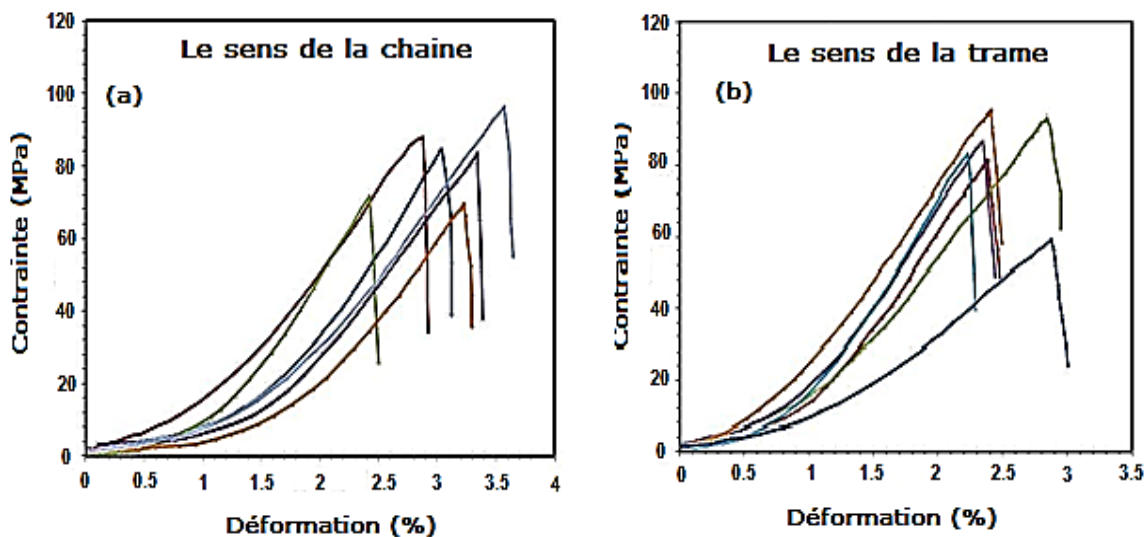 Le sens de la chaine
(a)
Contrainte (MPa)
120
100
80
60
40
20
0
0 0.5 1 1.5 2 2.5 3 3.5 4
Déformation (%)
Le sens de la trame
(b)
Contrainte (MPa)
120
100
80
60
40
20
0
0 0.5 1 1.5 2 2.5 3 3.5
Déformation (%)